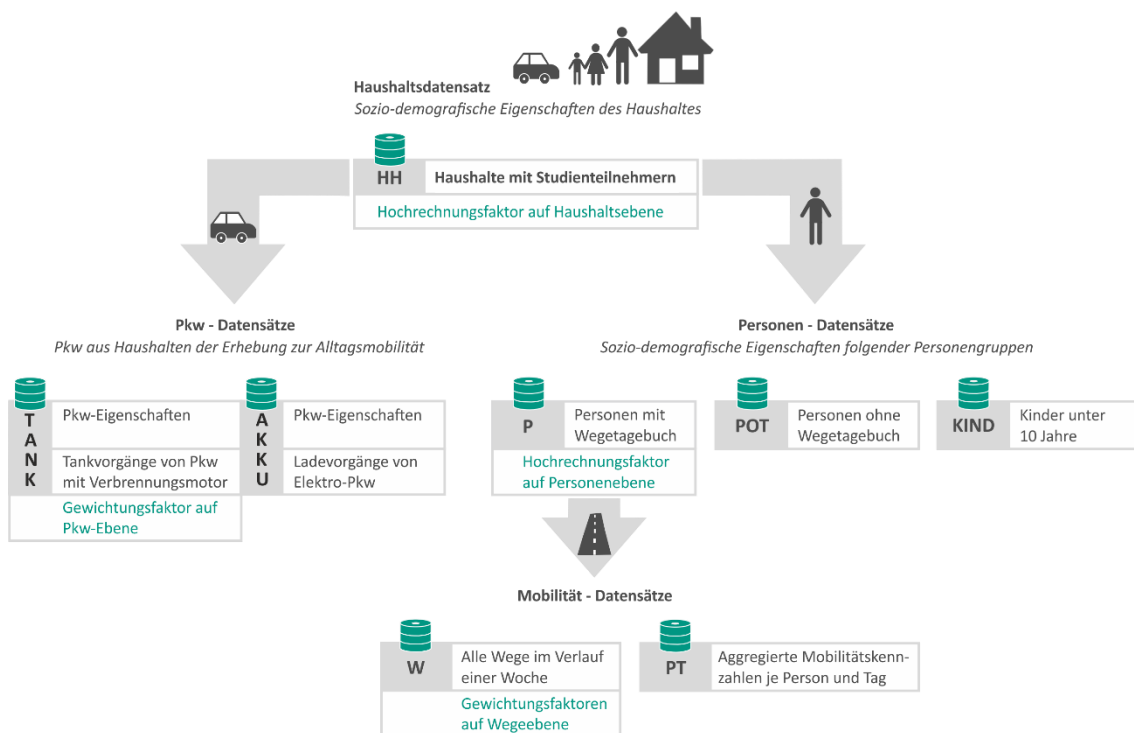 Haushaltsdatensatz
Sozio-demografische Eigenschaften des Haushaltes
HH
Haushalte mit Studienteilnehmern
Hochrechnungsfaktor auf Haushaltsebene
Pkw - Datensätze
Pkw aus Haushalten der Erhebung zur Alltagsmobilität
TANK
Pkw-Eigenschaften
Tankvorgänge von Pkw
mit Verbrennungsmotor
Gewichtungsfaktor auf
Pkw-Ebene
AKKU
Pkw-Eigenschaften
Ladevorgänge von
Elektro-Pkw
Personen - Datensätze
Sozio-demografische Eigenschaften folgender Personengruppen
P
Personen mit
Wegetagebuch
Hochrechnungsfaktor
auf Personenebene
POT
Personen ohne
Wegetagebuch
KIND
Kinder unter
10 Jahre
Mobilität - Datensätze
W
Alle Wege im Verlauf
einer Woche
Gewichtungsfaktoren
auf Wegeebene
PT
Aggregierte Mobilitätskenn-
zahlen je Person und Tag